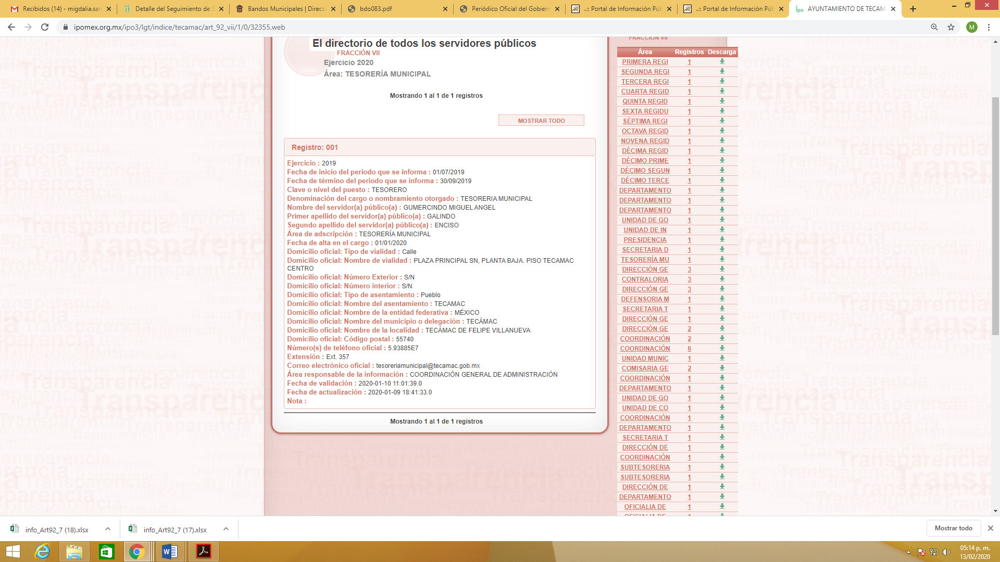 Recibidos (14) - migdalia.san
Detalle del Seguimiento de S
Bandos Municipales | Direcc
bdo083.pdf
Periódico Oficial del Gobiern
..:: Portal de Información Púb
..:: Portal de Información Púb
AYUNTAMIENTO DE TECAM
ipomex.org.mx/ipo3/lgt/indice/tecamac/art_92_vii/1/0/32355.web
M
El directorio de todos los servidores públicos
FRACCIÓN VII
Ejercicio 2020
Área: TESORERÍA MUNICIPAL
Mostrando 1 al 1 de 1 registros
MOSTRAR TODO
Registro: 001
Ejercicio : 2019
Fecha de inicio del periodo que se informa : 01/07/2019
Fecha de término del periodo que se informa : 30/09/2019
Clave o nivel del puesto : TESORERO
Denominación del cargo o nombramiento otorgado : TESORERIA MUNICIPAL
Nombre del servidor(a) público(a) : GUMERCINDO MIGUEL ANGEL
Primer apellido del servidor(a) público(a) : GALINDO
Segundo apellido del servidor(a) público(a) : ENCISO
Área de adscripción : TESORERÍA MUNICIPAL
Fecha de alta en el cargo : 01/01/2020
Domicilio oficial: Tipo de vialidad : Calle
Domicilio oficial: Nombre de vialidad : PLAZA PRINCIPAL SN, PLANTA BAJA. PISO TECAMAC
CENTRO
Domicilio oficial: Número Exterior : S/N
Domicilio oficial: Número interior : S/N
Domicilio oficial: Tipo de asentamiento : Pueblo
Domicilio oficial: Nombre del asentamiento : TECAMAC
Domicilio oficial: Nombre de la entidad federativa : MÉXICO
Domicilio oficial: Nombre del municipio o delegación : TECÁMAC
Domicilio oficial: Nombre de la localidad : TECÁMAC DE FELIPE VILLANUEVA
Domicilio oficial: Código postal : 55740
Número(s) de teléfono oficial : 5.93885E7
Extensión : Ext. 357
Correo electrónico oficial : tesoreriamunicipal@tecamac.gob.mx
Área responsable de la información : COORDINACIÓN GENERAL DE ADMINISTRACIÓN
Fecha de validación : 2020-01-10 11:01:39.0
Fecha de actualización : 2020-01-09 18:41:33.0
Nota :
Mostrando 1 al 1 de 1 registros
FRACCIÓN VII
Área Registros Descarga
PRIMERA REGI 1
SEGUNDA REGI 1
TERCERA REGI 1
CUARTA REGID 1
QUINTA REGID 1
SEXTA REGIDU 1
SÉPTIMA REGI 1
OCTAVA REGID 1
NOVENA REGID 1
DÉCIMA REGID 1
DÉCIMO PRIME 1
DÉCIMO SEGUN 1
DÉCIMO TERCE 1
DEPARTAMENTO 1
DEPARTAMENTO 1
DEPARTAMENTO 1
UNIDAD DE GO 1
UNIDAD DE IN 1
PRESIDENCIA 1
SECRETARIA D 1
TESORERÍA MU 1
DIRECCIÓN GE 3
CONTRALORIA 3
DIRECCIÓN GE 3
DEFENSORIA M 1
SECRETARIA T 1
DIRECCIÓN GE 1
DIRECCIÓN GE 2
COORDINACIÓN 2
COORDINACIÓN 6
UNIDAD MUNIC 1
COMISARIA GE 2
COORDINACIÓN 1
DEPARTAMENTO 1
UNIDAD DE GO 1
UNIDAD DE CO 1
COORDINACIÓN 1
DEPARTAMENTO 1
SECRETARIA T 1
DIRECCIÓN DE 1
COORDINACIÓN 1
SUBTESORERIA 1
SUBTESORERIA 1
DIRECCIÓN DE 1
DEPARTAMENTO 1
OFICIALIA DE 1
OFICIALIA DE 1
info_Art92_7 (18).xlsx
info_Art92_7 (17).xlsx
Mostrar todo
05:14 p. m.
13/02/2020